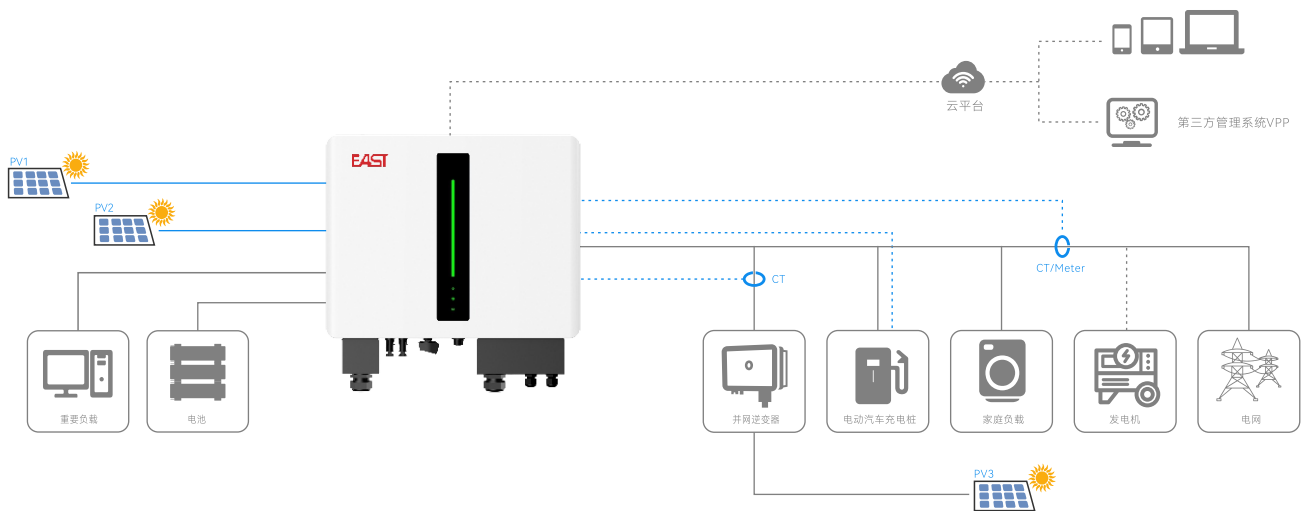 云平台
第三方管理系统VPP
EAST
PV1
PV2
CT/Meter
CT
重要负载
电池
并网逆变器
电动汽车充电桩
家庭负载
发电机
电网
PV3